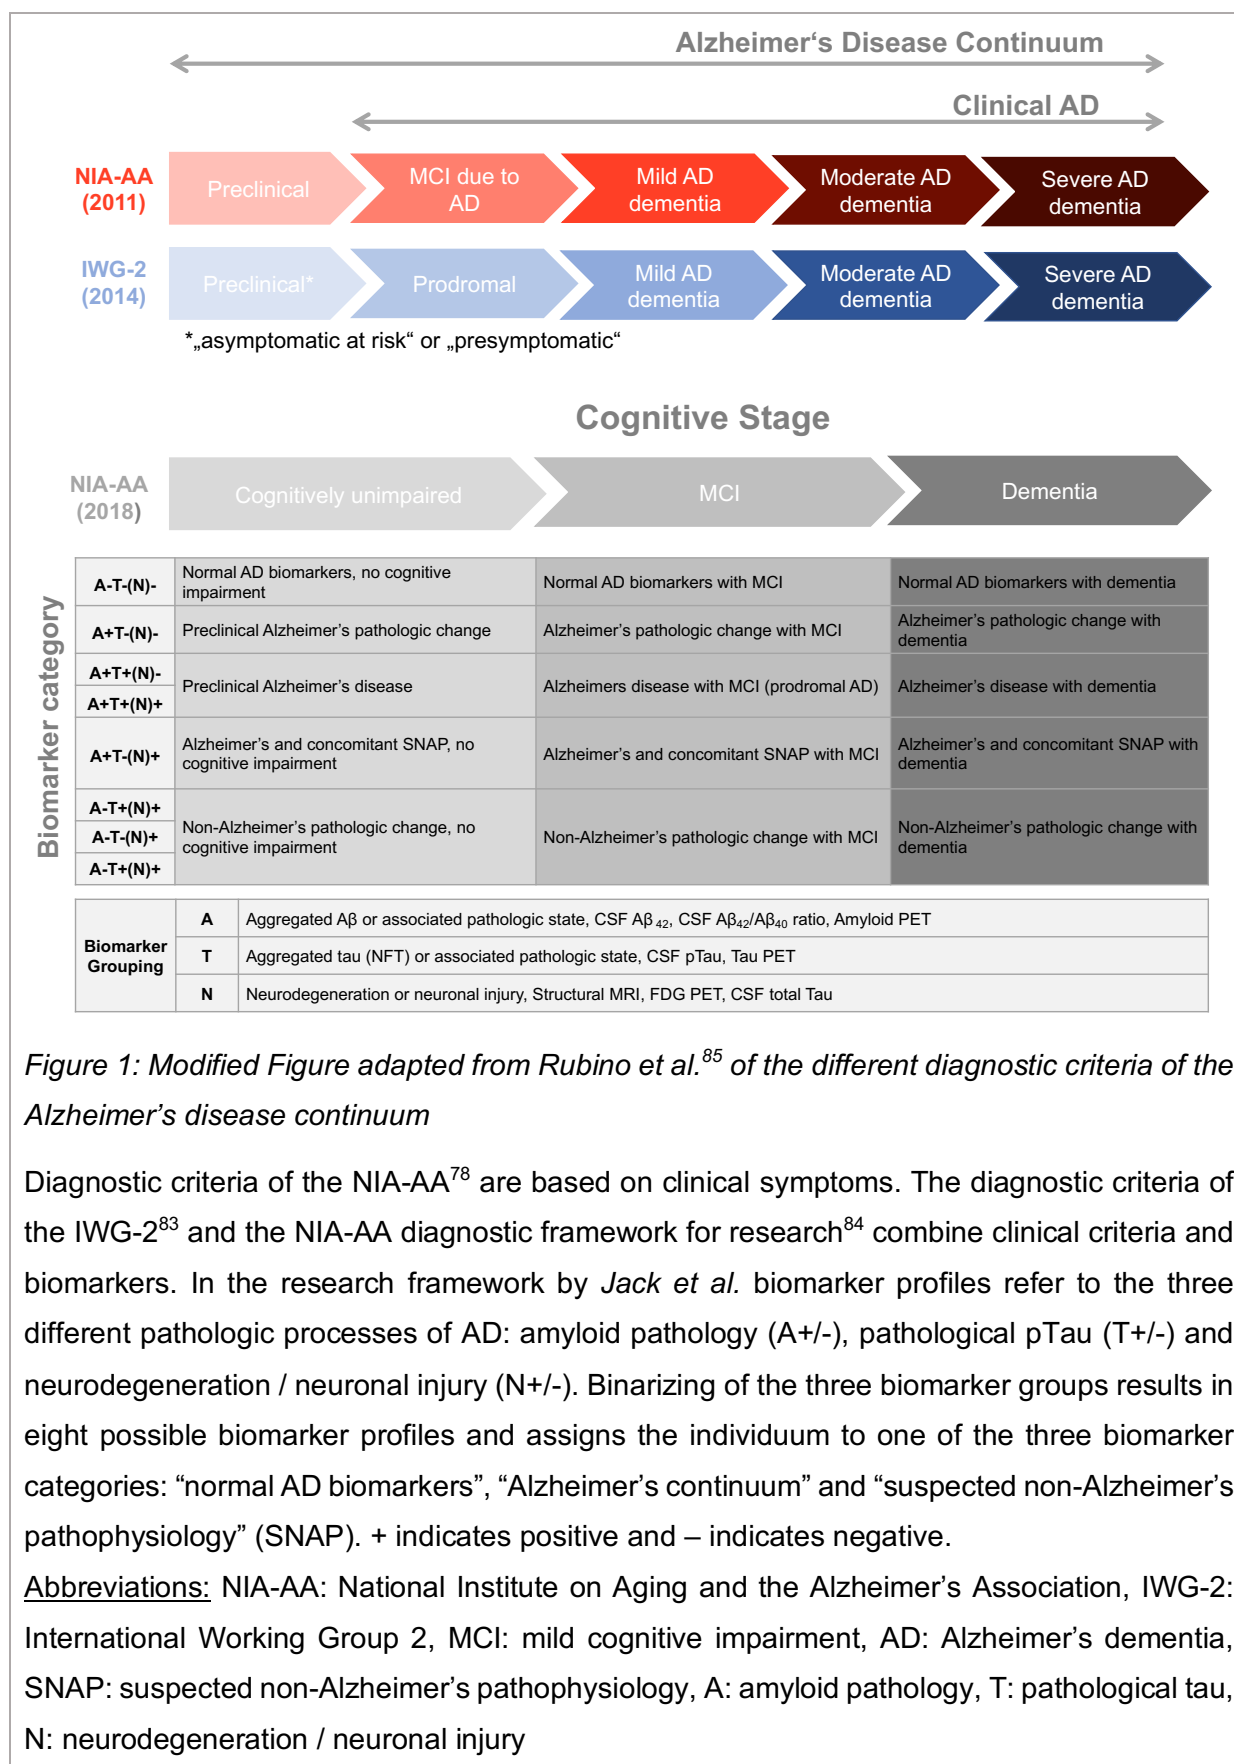 Alzheimer‘s Disease Continuum
Clinical AD
NIA-AA
(2011)
Preclinical
MCI due to
AD
Mild AD
dementia
Moderate AD
dementia
Severe AD
dementia
IWG-2
(2014)
Preclinical*
Prodromal
Mild AD
dementia
Moderate AD
dementia
Severe AD
dementia
*„asymptomatic at risk“ or „presymptomatic“
Cognitive Stage
NIA-AA
(2018)
Cognitively unimpaired
MCI
Dementia
Biomarker category
A-T-(N)-
Normal AD biomarkers, no cognitive
impairment
Normal AD biomarkers with MCI
Normal AD biomarkers with dementia
A+T-(N)-
Preclinical Alzheimer’s pathologic change
Alzheimer’s pathologic change with MCI
Alzheimer’s pathologic change with
dementia
A+T+(N)-
A+T+(N)+
Preclinical Alzheimer’s disease
Alzheimers disease with MCI (prodromal AD)
Alzheimer’s disease with dementia
A+T-(N)+
Alzheimer’s and concomitant SNAP, no
cognitive impairment
Alzheimer’s and concomitant SNAP with MCI
Alzheimer’s and concomitant SNAP with
dementia
A-T+(N)+
A-T-(N)+
A-T+(N)+
Non-Alzheimer’s pathologic change, no
cognitive impairment
Non-Alzheimer’s pathologic change with MCI
Non-Alzheimer’s pathologic change with
dementia
Biomarker
Grouping
A
Aggregated Aβ or associated pathologic state, CSF Aβ42, CSF Aβ42/Aβ40 ratio, Amyloid PET
T
Aggregated tau (NFT) or associated pathologic state, CSF pTau, Tau PET
N
Neurodegeneration or neuronal injury, Structural MRI, FDG PET, CSF total Tau
Figure 1: Modified Figure adapted from Rubino et al.85 of the different diagnostic criteria of the
Alzheimer’s disease continuum
Diagnostic criteria of the NIA-AA78 are based on clinical symptoms. The diagnostic criteria of
the IWG-283 and the NIA-AA diagnostic framework for research84 combine clinical criteria and
biomarkers. In the research framework by Jack et al. biomarker profiles refer to the three
different pathologic processes of AD: amyloid pathology (A+/-), pathological pTau (T+/-) and
neurodegeneration / neuronal injury (N+/-). Binarizing of the three biomarker groups results in
eight possible biomarker profiles and assigns the individuum to one of the three biomarker
categories: “normal AD biomarkers”, “Alzheimer’s continuum” and “suspected non-Alzheimer’s
pathophysiology” (SNAP). + indicates positive and – indicates negative.
Abbreviations: NIA-AA: National Institute on Aging and the Alzheimer’s Association, IWG-2:
International Working Group 2, MCI: mild cognitive impairment, AD: Alzheimer’s dementia,
SNAP: suspected non-Alzheimer’s pathophysiology, A: amyloid pathology, T: pathological tau,
N: neurodegeneration / neuronal injury